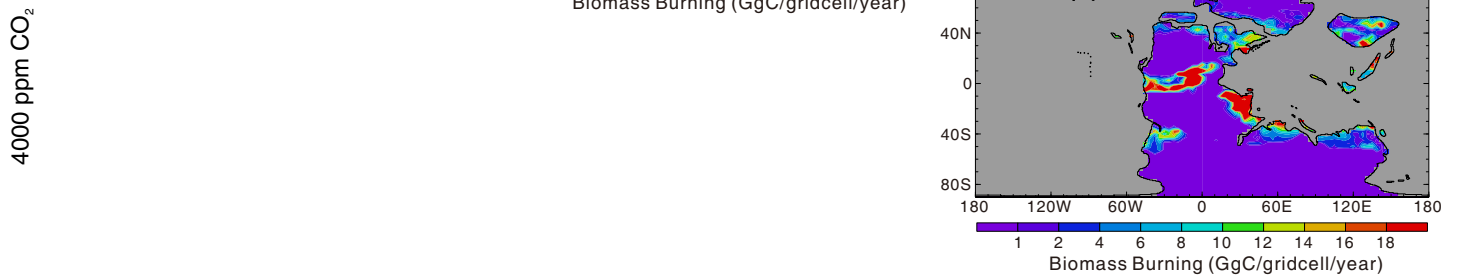 Biomass Burning (GgC/gridcell/year)
4000 ppm CO₂
40N
0
40S
80S
180 120W 60W 0 60E 120E 180
1 2 4 6 8 10 12 14 16 18
Biomass Burning (GgC/gridcell/year)